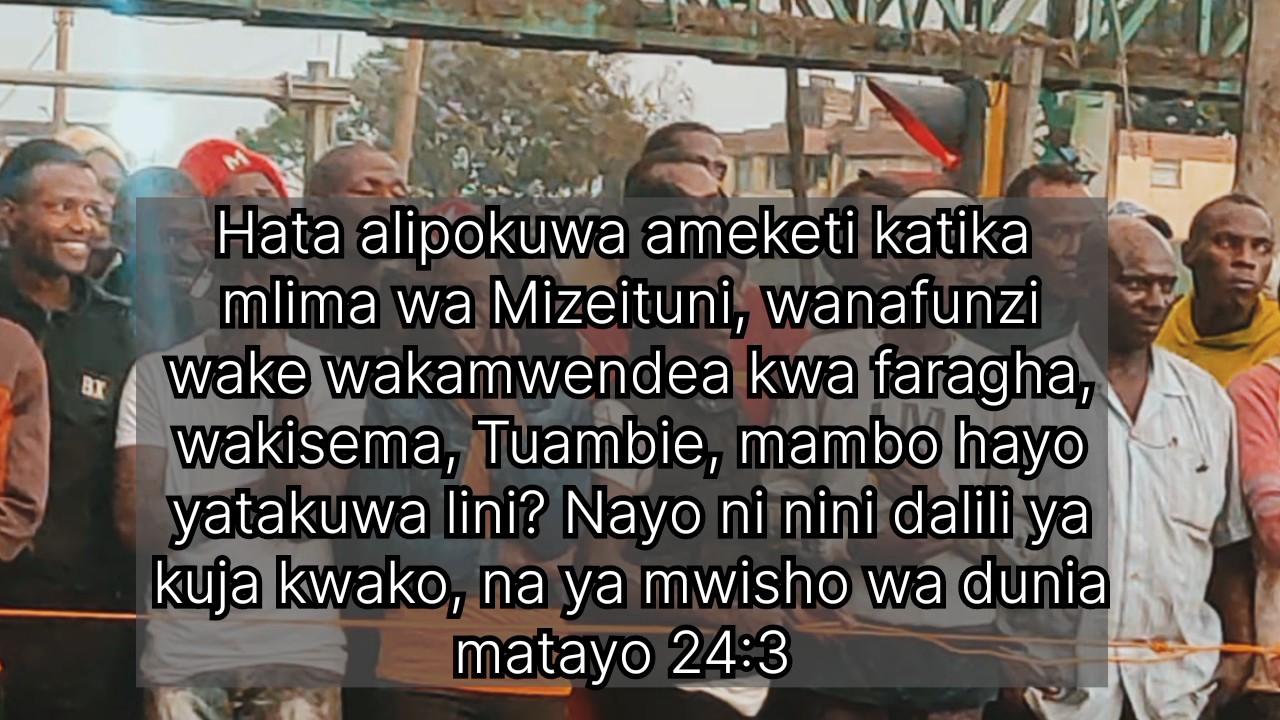 M
Hata alipokuwa ameketi katika
mlima wa Mizeituni, wanafunzi
wake wakamwendea kwa faragha,
wakisema, Tuambie, mambo hayo
yatakuwa lini? Nayo ni nini dalili ya
kuja kwako, na ya mwisho wa dunia
matayo 24:3